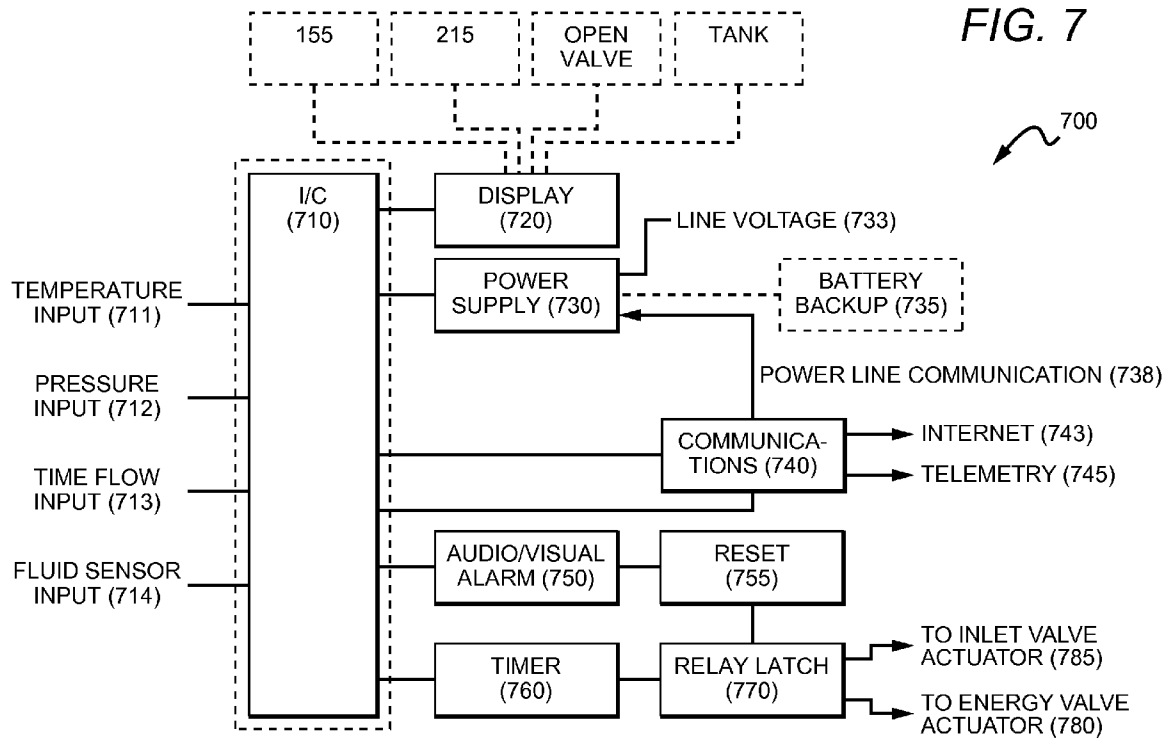 FIG. 7
155
215
OPEN
VALVE
TANK
700
I/C
(710)
DISPLAY
(720)
LINE VOLTAGE (733)
POWER
SUPPLY (730)
BATTERY
BACKUP (735)
TEMPERATURE
INPUT (711)
PRESSURE
INPUT (712)
TIME FLOW
INPUT (713)
FLUID SENSOR
INPUT (714)
POWER LINE COMMUNICATION (738)
COMMUNICA-
TIONS (740)
INTERNET (743)
TELEMETRY (745)
AUDIO/VISUAL
ALARM (750)
RESET
(755)
TIMER
(760)
RELAY LATCH
(770)
TO INLET VALVE
ACTUATOR (785)
TO ENERGY VALVE
ACTUATOR (780)